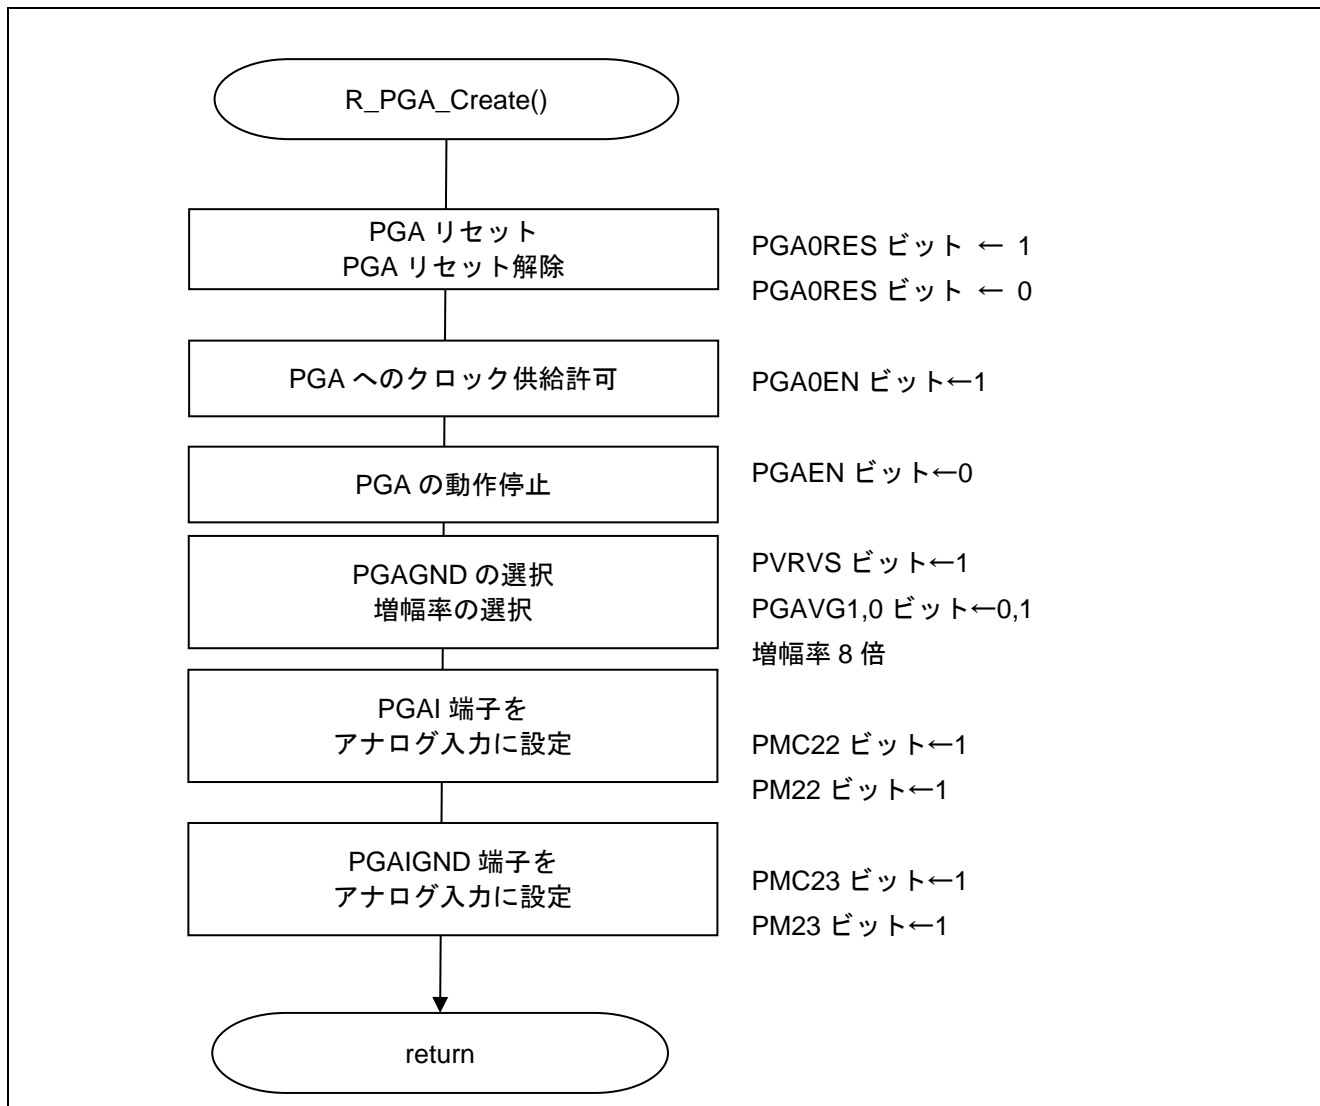 R_PGA_Create()
PGA リセット
PGA リセット解除
PGA0RES ビット ← 1
PGA0RES ビット ← 0
PGA へのクロック供給許可
PGA0EN ビット←1
PGA の動作停止
PGAEN ビット←0
PGAGND の選択
増幅率の選択
PVRVS ビット←1
PGAVG1,0 ビット←0,1
増幅率 8 倍
PGAI 端子を
アナログ入力に設定
PMC22 ビット←1
PM22 ビット←1
PGAIGND 端子を
アナログ入力に設定
PMC23 ビット←1
PM23 ビット←1
return